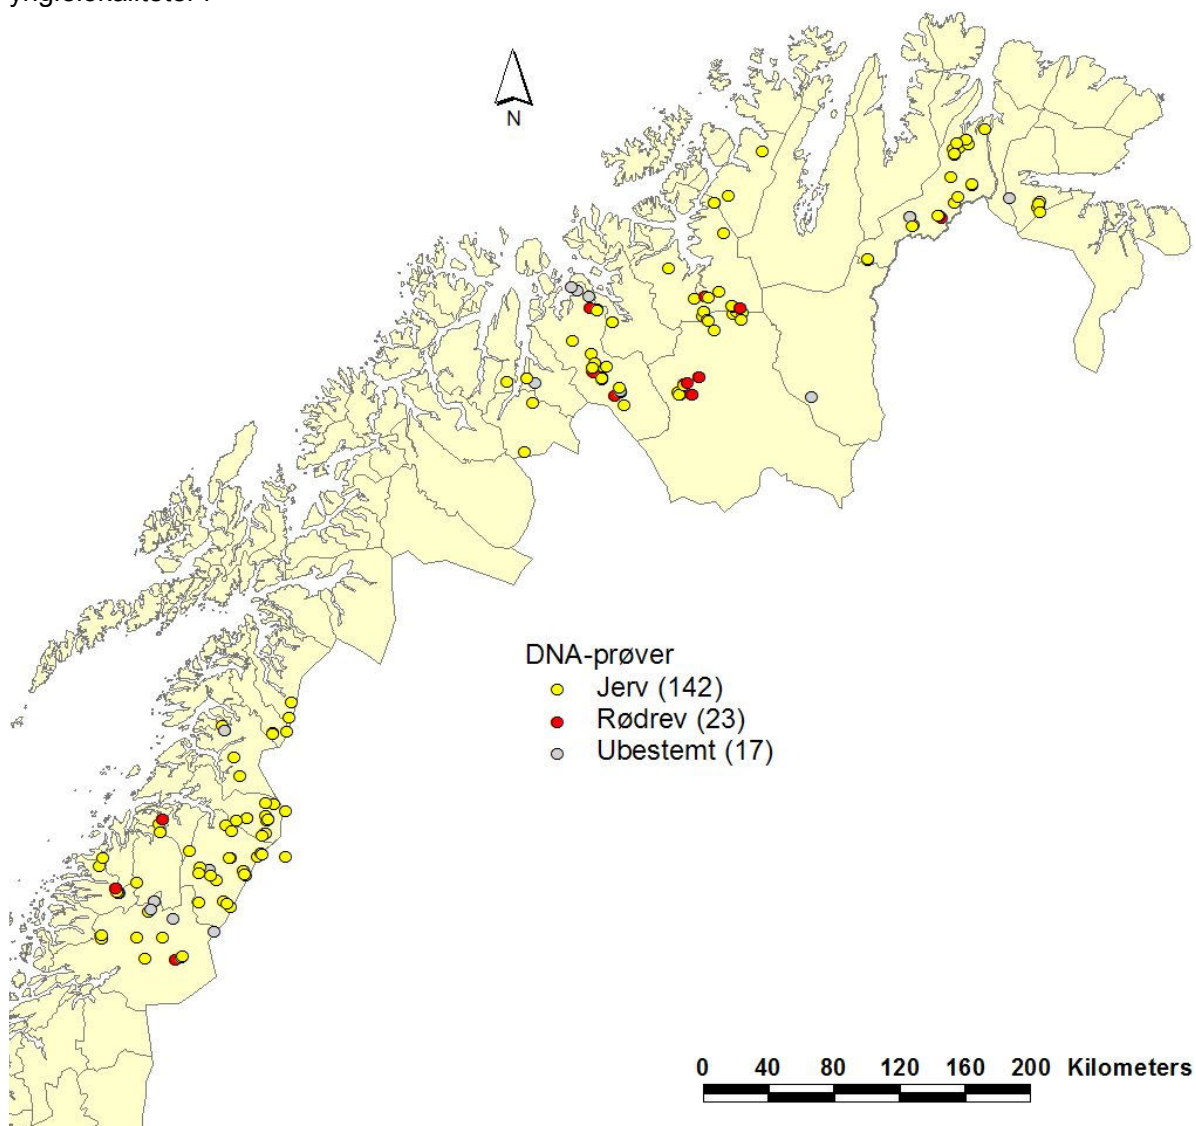 N
DNA-prøver
Jerv (142)
Rødrev (23)
Ubestemt (17)
0 40 80 120 160 200 Kilometers